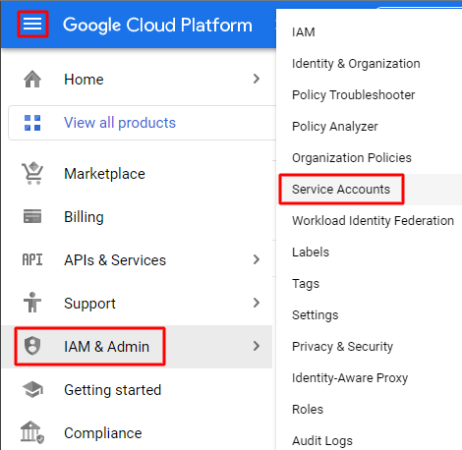 Google Cloud Platform
Home
View all products
Marketplace
Billing
API APIs & Services
Support
IAM & Admin
Getting started
Compliance
IAM
Identity & Organization
Policy Troubleshooter
Policy Analyzer
Organization Policies
Service Accounts
Workload Identity Federation
Labels
Tags
Settings
Privacy & Security
Identity-Aware Proxy
Roles
Audit Logs